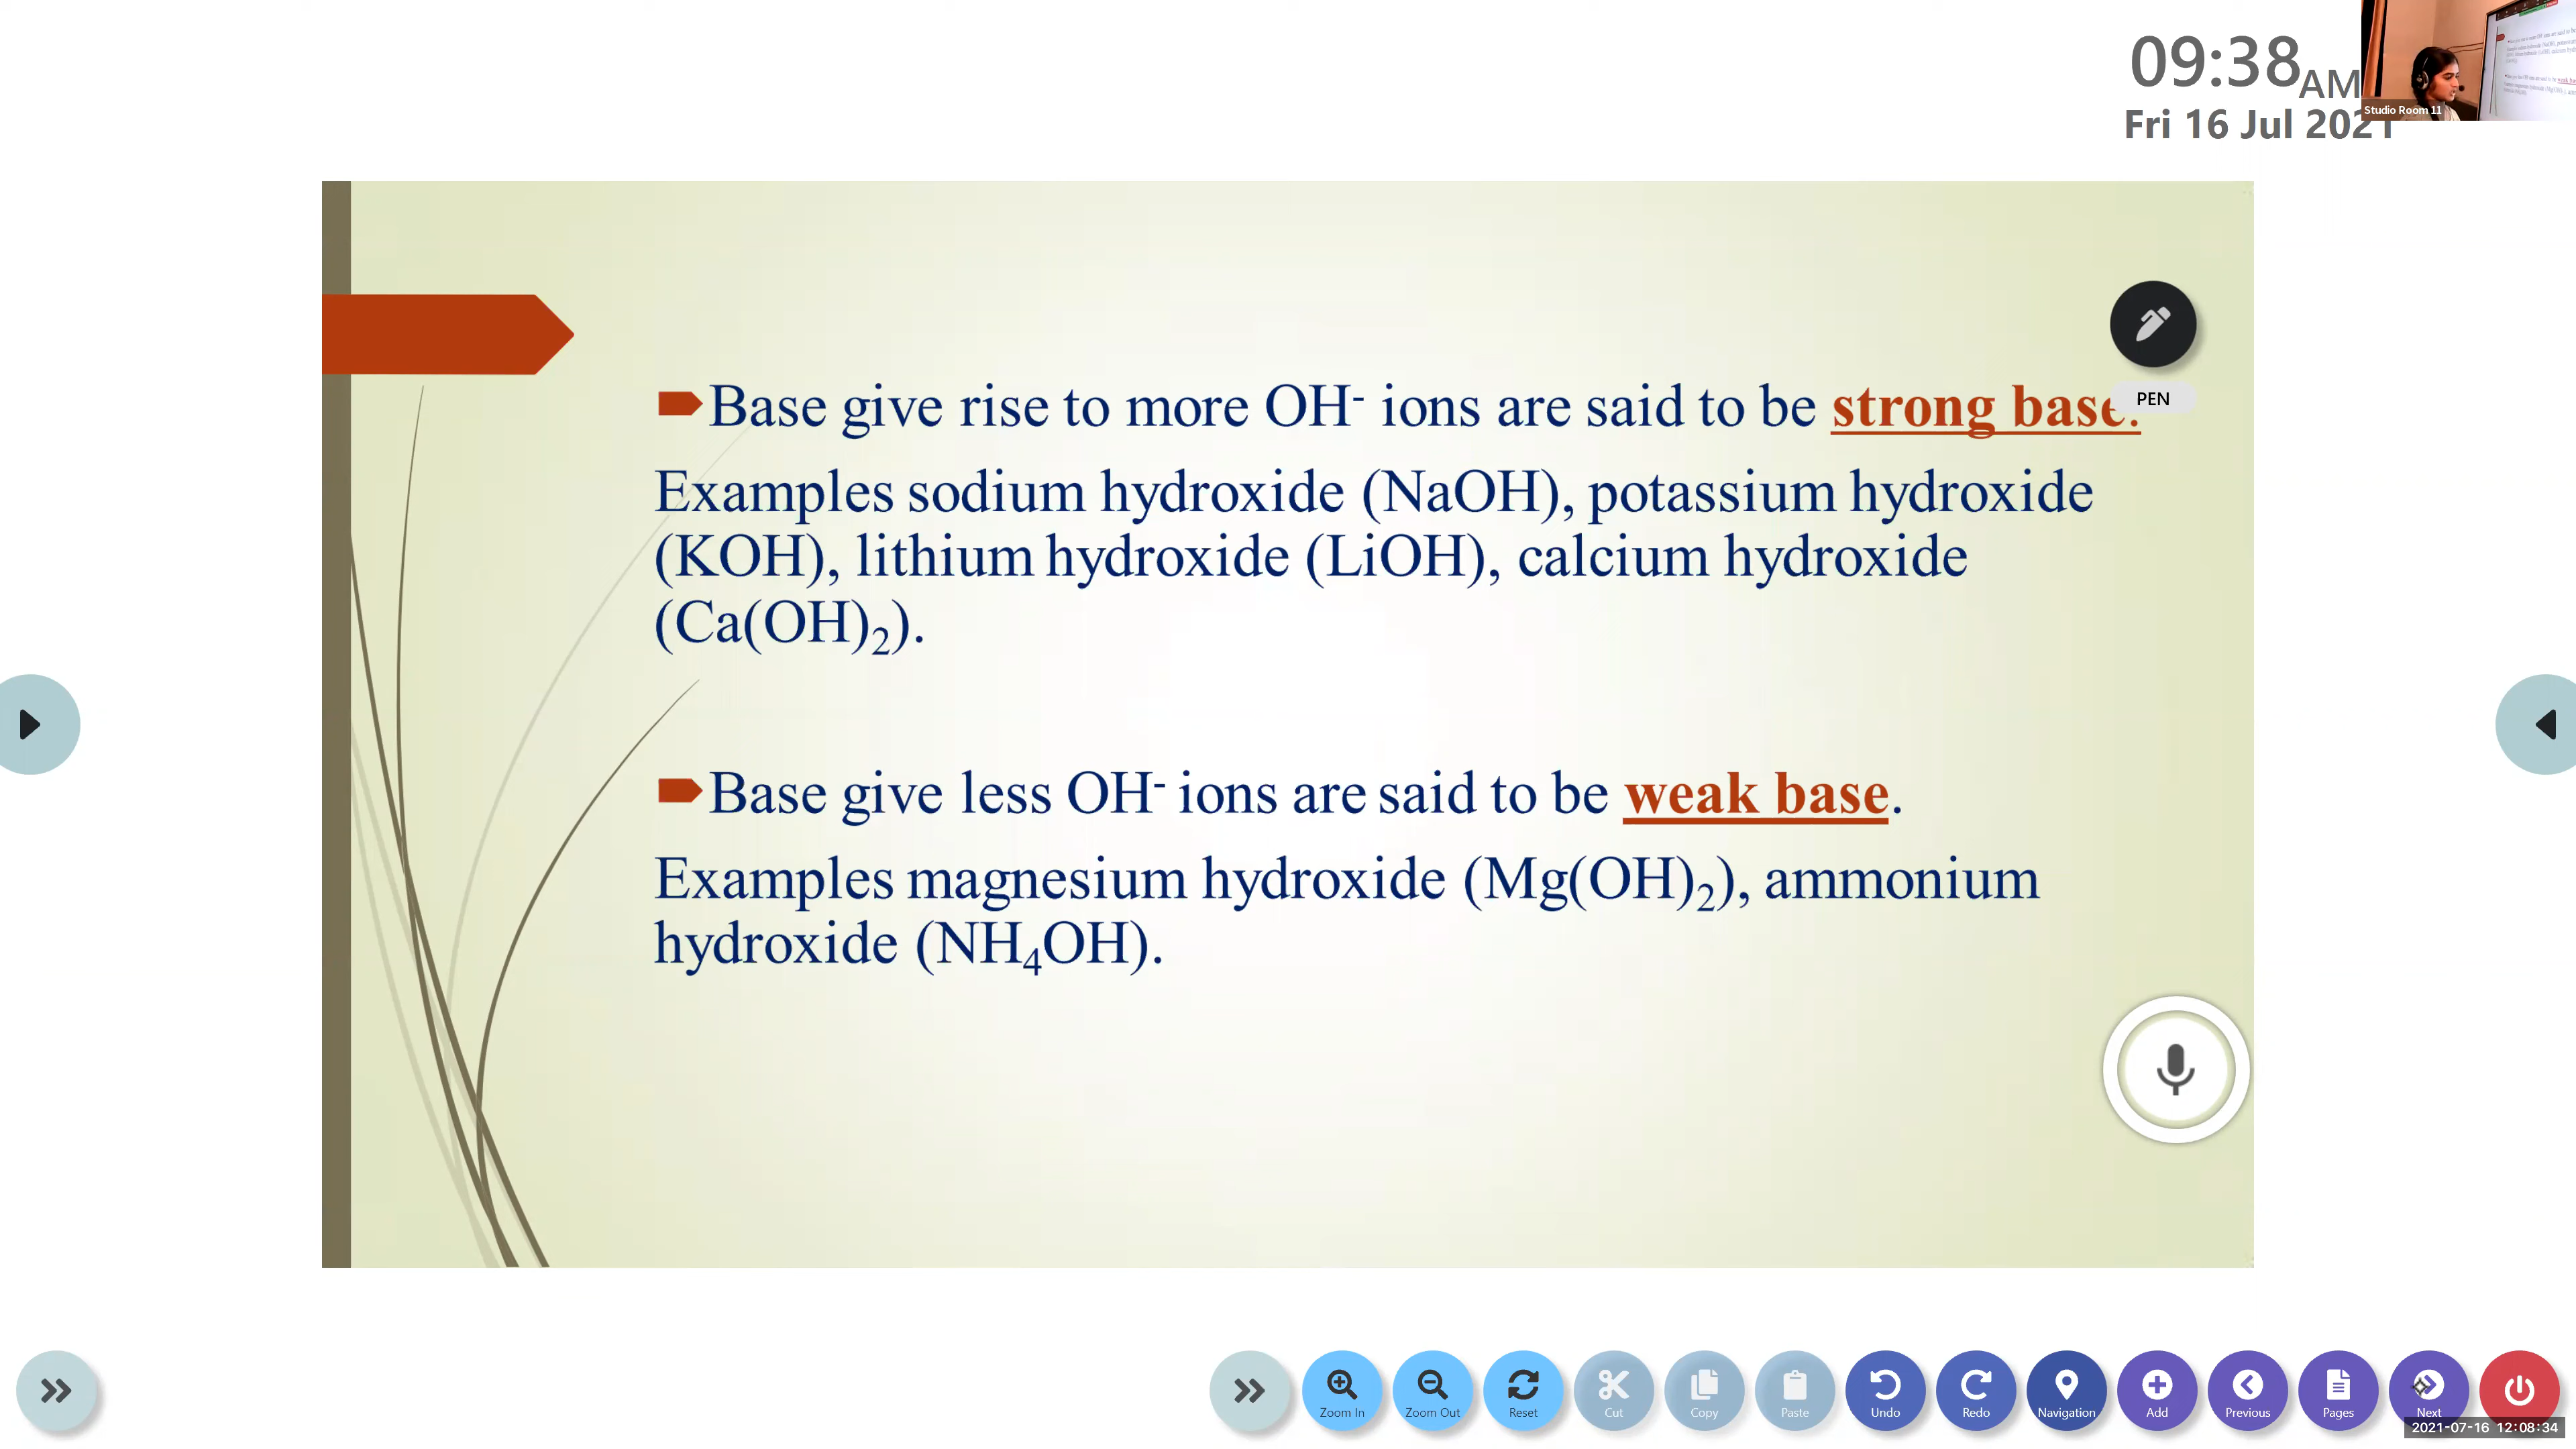 09:38 AM
Fri 16 Jul 2021
Studio Room 11
PEN
Base give rise to more OH- ions are said to be strong base.
Examples sodium hydroxide (NaOH), potassium hydroxide
(KOH), lithium hydroxide (LiOH), calcium hydroxide
(Ca(OH)₂).
Base give less OH- ions are said to be weak base.
Examples magnesium hydroxide (Mg(OH)₂), ammonium
hydroxide (NH₄OH).
Zoom In
Zoom Out
Reset
Cut
Copy
Paste
Undo
Redo
Navigation
Add
Previous
Pages
Next
2021-07-16 12:08:34